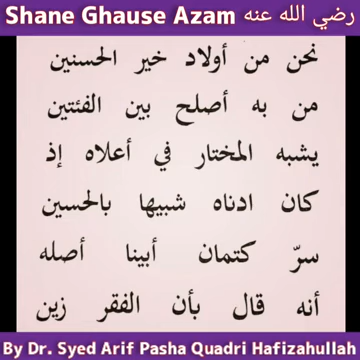 Shane Ghause Azam رضي الله عنه
نحن من أولاد خير الحسنين
من به أصلح بين الفئتين
يشبه المختار في أعلاه إذ
كان ادناه شبيها بالحسين
سرّ كتمان أبينا أصله
أنه قال بأن الفقر زين
By Dr. Syed Arif Pasha Quadri Hafizahullah